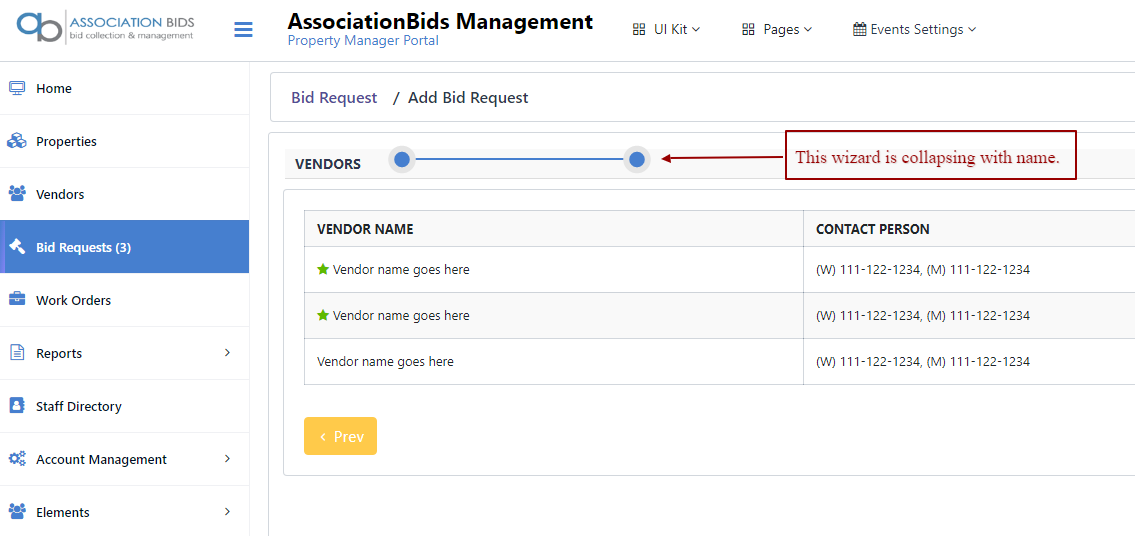 ASSOCIATION BIDS
bid collection & management
AssociationBids Management
Property Manager Portal
UI Kit
Pages
Events Settings
Home
Properties
Vendors
Bid Requests (3)
Work Orders
Reports
Staff Directory
Account Management
Elements
Bid Request / Add Bid Request
VENDORS
This wizard is collapsing with name.
VENDOR NAME CONTACT PERSON
Vendor name goes here (W) 111-122-1234, (M) 111-122-1234
Vendor name goes here (W) 111-122-1234, (M) 111-122-1234
Vendor name goes here (W) 111-122-1234, (M) 111-122-1234
Prev